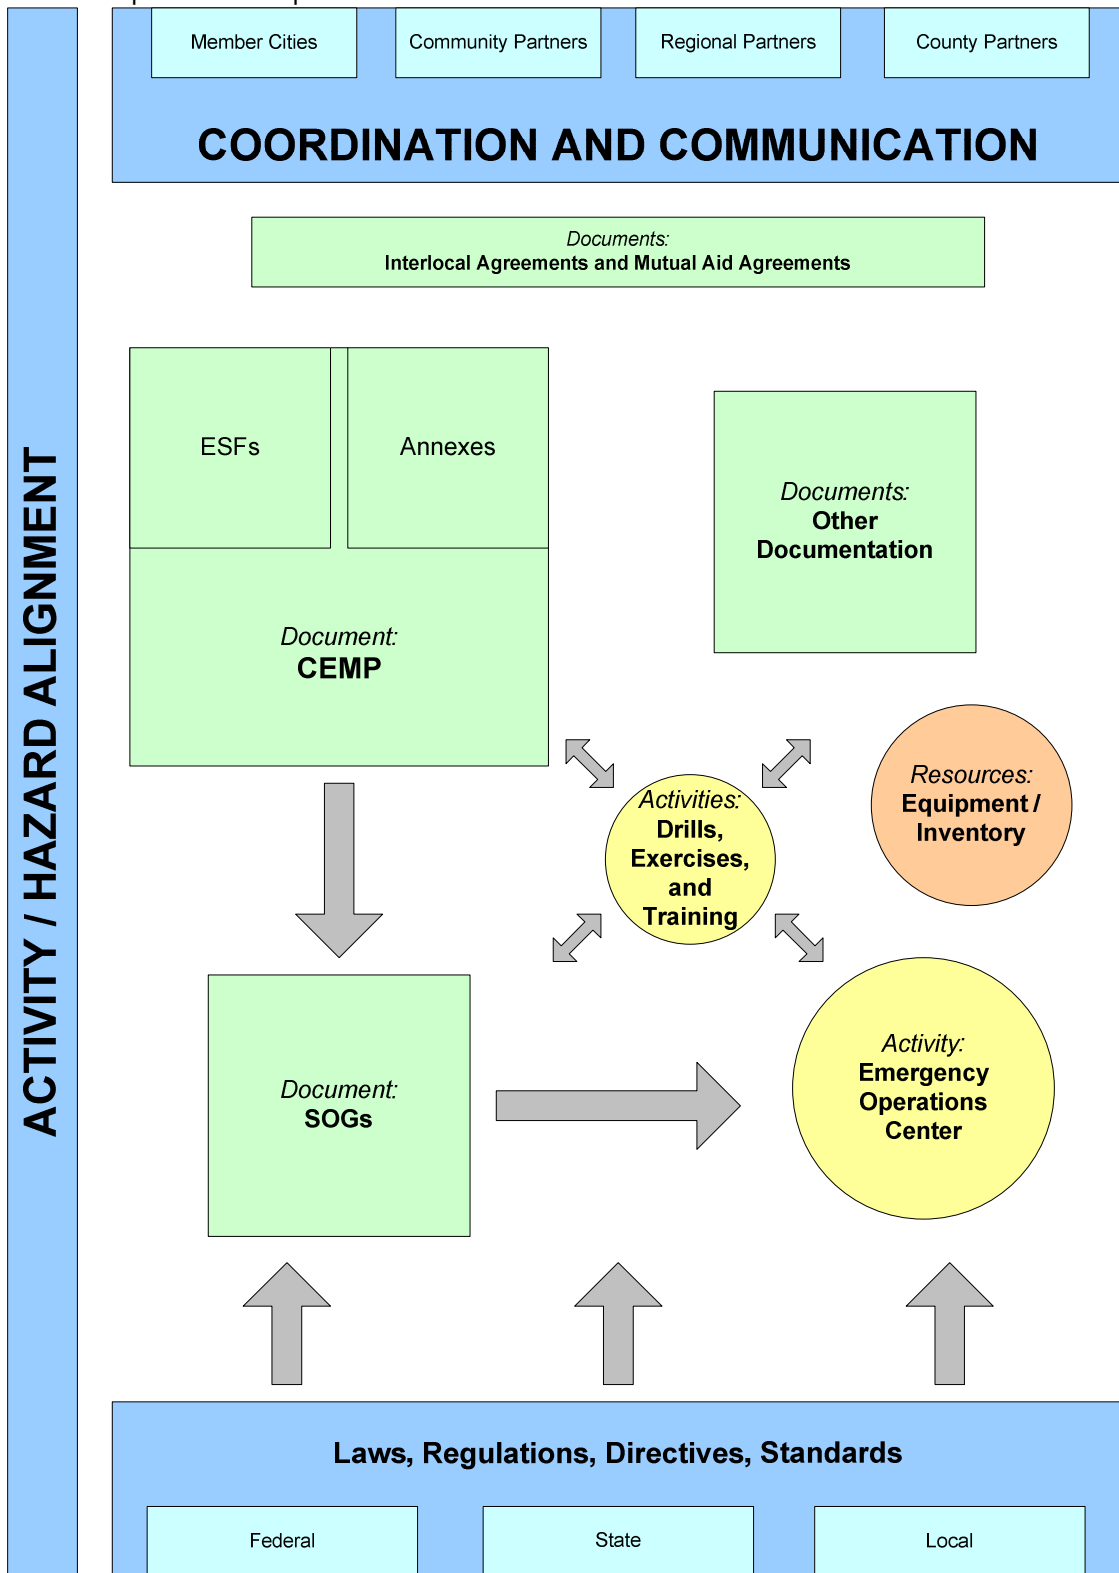 Member Cities
Community Partners
Regional Partners
County Partners
COORDINATION AND COMMUNICATION
Documents:
Interlocal Agreements and Mutual Aid Agreements
ACTIVITY / HAZARD ALIGNMENT
ESFs
Annexes
Document:
CEMP
Documents:
Other
Documentation
Resources:
Equipment /
Inventory
Activities:
Drills,
Exercises,
and
Training
Document:
SOGs
Activity:
Emergency
Operations
Center
Laws, Regulations, Directives, Standards
Federal
State
Local